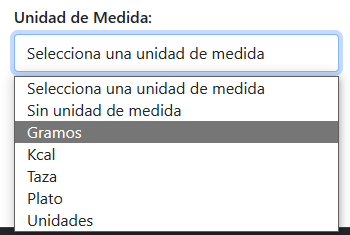 Unidad de Medida:
Selecciona una unidad de medida
Selecciona una unidad de medida
Sin unidad de medida
Gramos
Kcal
Taza
Plato
Unidades